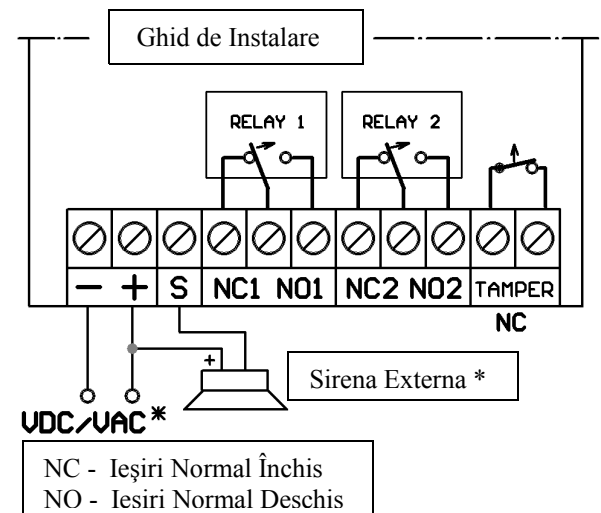 Ghid de Instalare
RELAY 1 RELAY 2
− + S NC1 NO1 NC2 NO2 TAMPER
NC
+
Sirena Externa *
VDC/VAC*
NC - Ieşiri Normal Închis
NO - Iesiri Normal Deschis